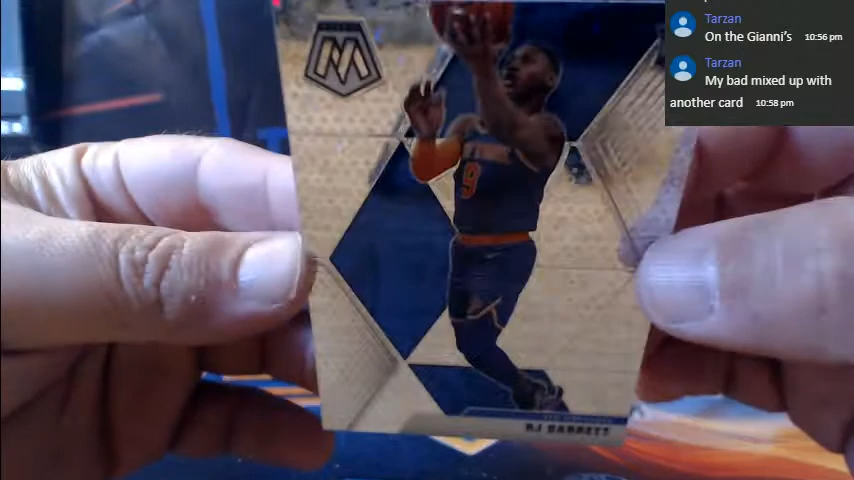 Tarzan
On the Gianni's 10:56 pm
Tarzan
My bad mixed up with
another card 10:58 pm
M
9
RJ BARRETT